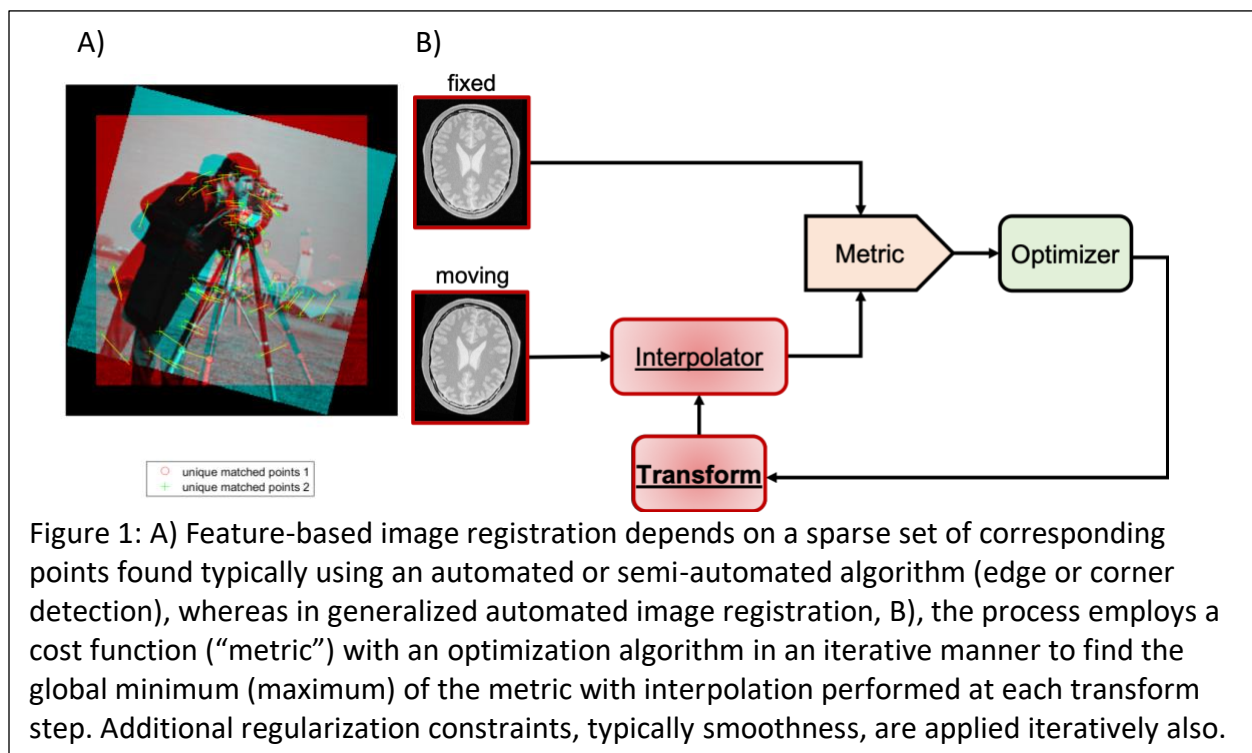 A)
B)
fixed
moving
Metric
Optimizer
Interpolator
Transform
unique matched points 1
unique matched points 2
Figure 1: A) Feature-based image registration depends on a sparse set of corresponding
points found typically using an automated or semi-automated algorithm (edge or corner
detection), whereas in generalized automated image registration, B), the process employs a
cost function (“metric”) with an optimization algorithm in an iterative manner to find the
global minimum (maximum) of the metric with interpolation performed at each transform
step. Additional regularization constraints, typically smoothness, are applied iteratively also.